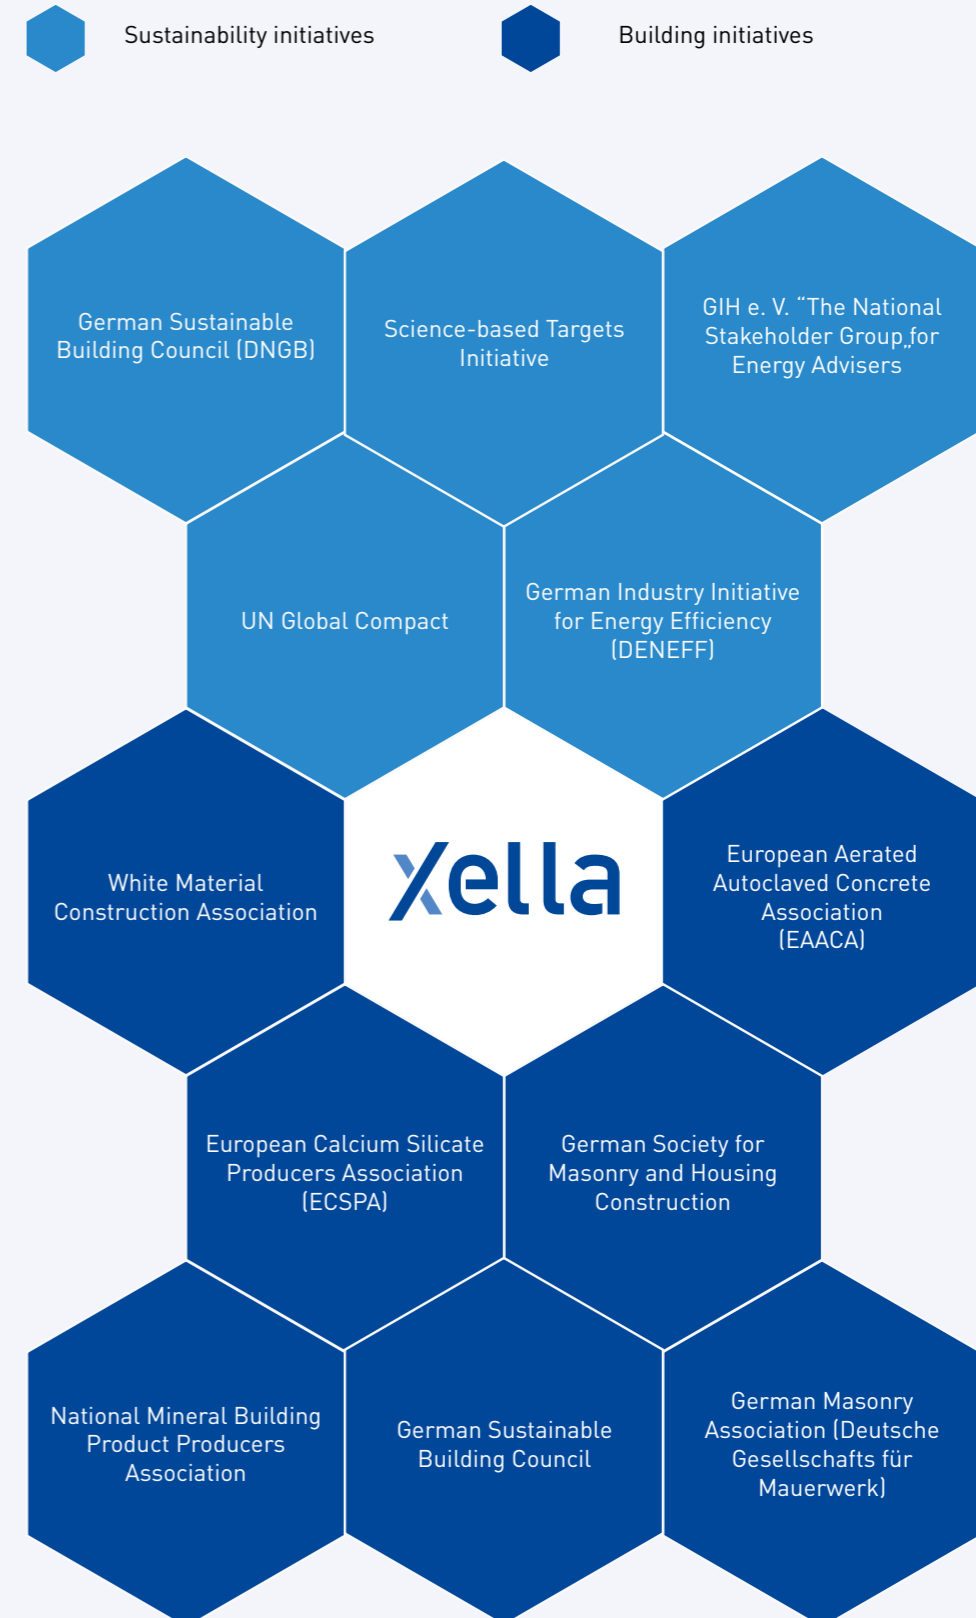 Sustainability initiatives
Building initiatives
German Sustainable
Building Council (DNGB)
Science-based Targets
Initiative
GIH e. V. “The National
Stakeholder Group„for
Energy Advisers
UN Global Compact
German Industry Initiative
for Energy Efficiency
(DENEFF)
White Material
Construction Association
Xella
European Aerated
Autoclaved Concrete
Association
(EAACA)
European Calcium Silicate
Producers Association
(ECSPA)
German Society for
Masonry and Housing
Construction
National Mineral Building
Product Producers
Association
German Sustainable
Building Council
German Masonry
Association (Deutsche
Gesellschafts für
Mauerwerk)